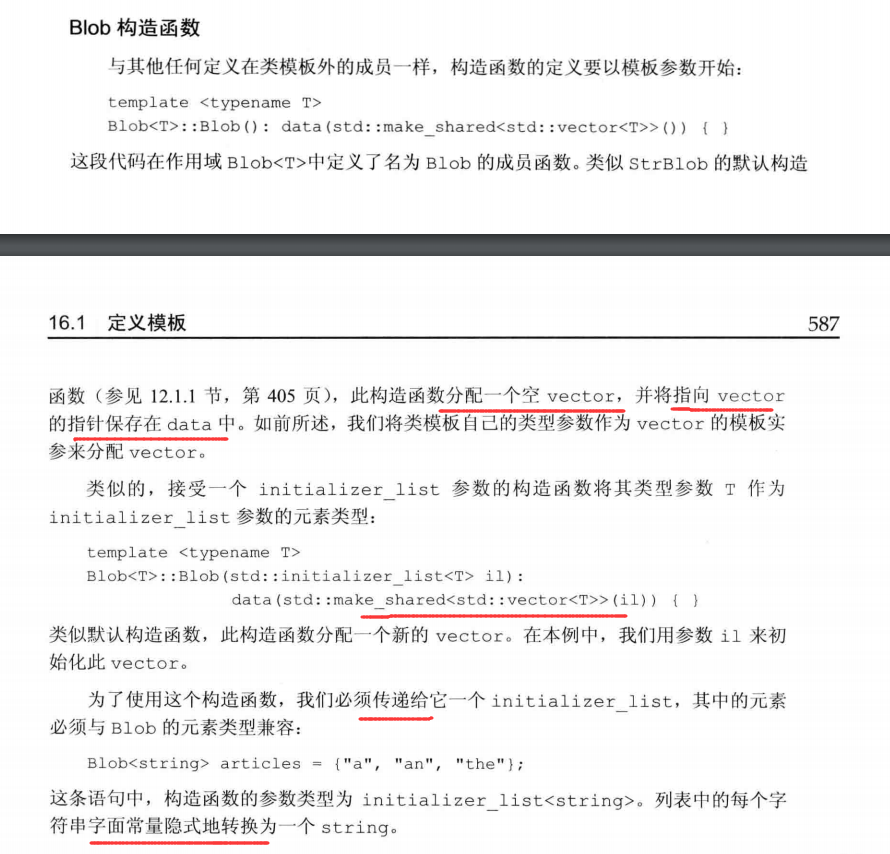 Blob 构造函数
与其他任何定义在类模板外的成员一样，构造函数的定义要以模板参数开始：
template <typename T>
Blob<T>::Blob(): data(std::make_shared<std::vector<T>>()) { }
这段代码在作用域 Blob<T>中定义了名为 Blob 的成员函数。类似 StrBlob 的默认构造
16.1 定义模板 587
函数（参见 12.1.1 节，第 405 页），此构造函数分配一个空 vector，并将指向 vector
的指针保存在 data 中。如前所述，我们将类模板自己的类型参数作为 vector 的模板实
参来分配 vector。
类似的，接受一个 initializer_list 参数的构造函数将其类型参数 T 作为
initializer_list 参数的元素类型：
template <typename T>
Blob<T>::Blob(std::initializer_list<T> il):
data(std::make_shared<std::vector<T>>(il)) { }
类似默认构造函数，此构造函数分配一个新的 vector。在本例中，我们用参数 il 来初
始化此 vector。
为了使用这个构造函数，我们必须传递给它一个 initializer_list，其中的元素
必须与 Blob 的元素类型兼容：
Blob<string> articles = {"a", "an", "the"};
这条语句中，构造函数的参数类型为 initializer_list<string>。列表中的每个字
符串字面常量隐式地转换为一个 string。